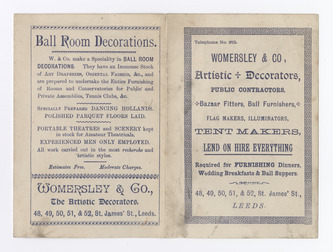 Ball Room Decorations.
W. & Co. make a Speciality in BALL ROOM
DECORATIONS. They have an Immense Stock
of ART DRAPERIES, ORIENTAL FABRICS, &c., and
are prepared to undertake the Entire Furnishing
of Rooms and Conservatories for Public and
Private Assemblies, Tennis Clubs, &c.
SPECIALLY PREPARED DANCING HOLLANDS.
POLISHED PARQUET FLOORS LAID.
PORTABLE THEATRES and SCENERY kept
in stock for Amateur Theatricals.
EXPERIENCED MEN ONLY EMPLOYED.
All work carried out in the most recherché and
artistic styles.
Estimates Free. Moderate Charges.
WOMERSLEY & CO.,
The Artistic Decorators,
48, 49, 50, 51, & 52, St. James' St., Leeds.
Telephone No.
WOMERSLEY & CO.,
Artistic Decorators,
PUBLIC CONTRACTORS,
Bazaar Fitters, Ball Furnishers,
FLAG MAKERS, ILLUMINATORS,
TENT MAKERS,
LEND ON HIRE EVERYTHING
Required for FURNISHING Dinners,
Wedding Breakfasts & Ball Suppers.
48, 49, 50, 51, & 52, St. James' St.,
LEEDS.